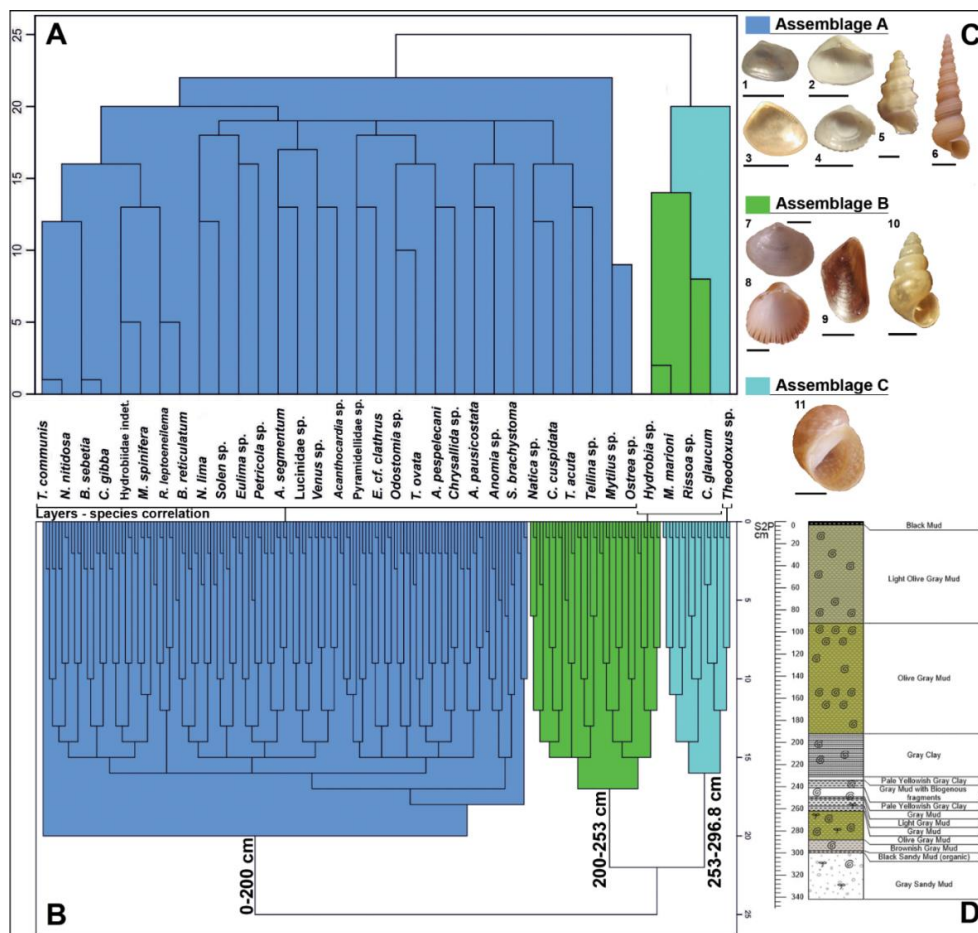 A
25
20
15
10
5
0
Assemblage A
C
1
2
3
4
5
6
Assemblage B
7
8
9
10
Assemblage C
11
T. communis
N. nitidosa
B. sebetia
C. gibba
Hydrobiidae indet.
M. spinifera
R. leptoeneilema
B. reticulatum
N. lima
Solen sp.
Eulima sp.
Petricola sp.
A. segmentum
Lucinidae sp.
Venus sp.
Acanthocardia sp.
Pyramidellidae sp.
E. cf. clathrus
Odostomia sp.
T. ovata
A. pespelecani
Chrysallida sp.
A. pausicostata
Anomia sp.
S. brachystoma
Natica sp.
C. cuspidata
T. acuta
Tellina sp.
Mytilus sp.
Ostrea sp.
Hydrobia sp.
M. marioni
Rissoa sp.
C. glaucum
Theodoxus sp.
Layers - species correlation
0
5
10
15
20
25
0-200 cm
200-253 cm
253-296.8 cm
B
S2P
cm
0
20
40
60
80
100
120
140
160
180
200
220
240
260
280
300
320
340
Black Mud
Light Olive Gray Mud
Olive Gray Mud
Gray Clay
Pale Yellowish Gray Clay
Gray Mud with Biogenous
fragments
Pale Yellowish Gray Clay
Gray Mud
Light Gray Mud
Gray Mud
Olive Gray Mud
Brownish Gray Mud
Black Sandy Mud (organic)
Gray Sandy Mud
D